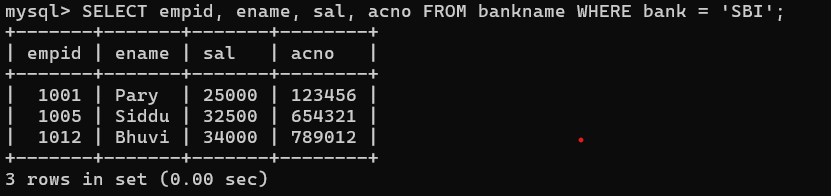 mysql> SELECT empid, ename, sal, acno FROM bankname WHERE bank = 'SBI';
+-------+-------+-------+--------+
| empid | ename | sal   | acno   |
+-------+-------+-------+--------+
|  1001 | Pary  | 25000 | 123456 |
|  1005 | Siddu | 32500 | 654321 |
|  1012 | Bhuvi | 34000 | 789012 |
+-------+-------+-------+--------+
3 rows in set (0.00 sec)